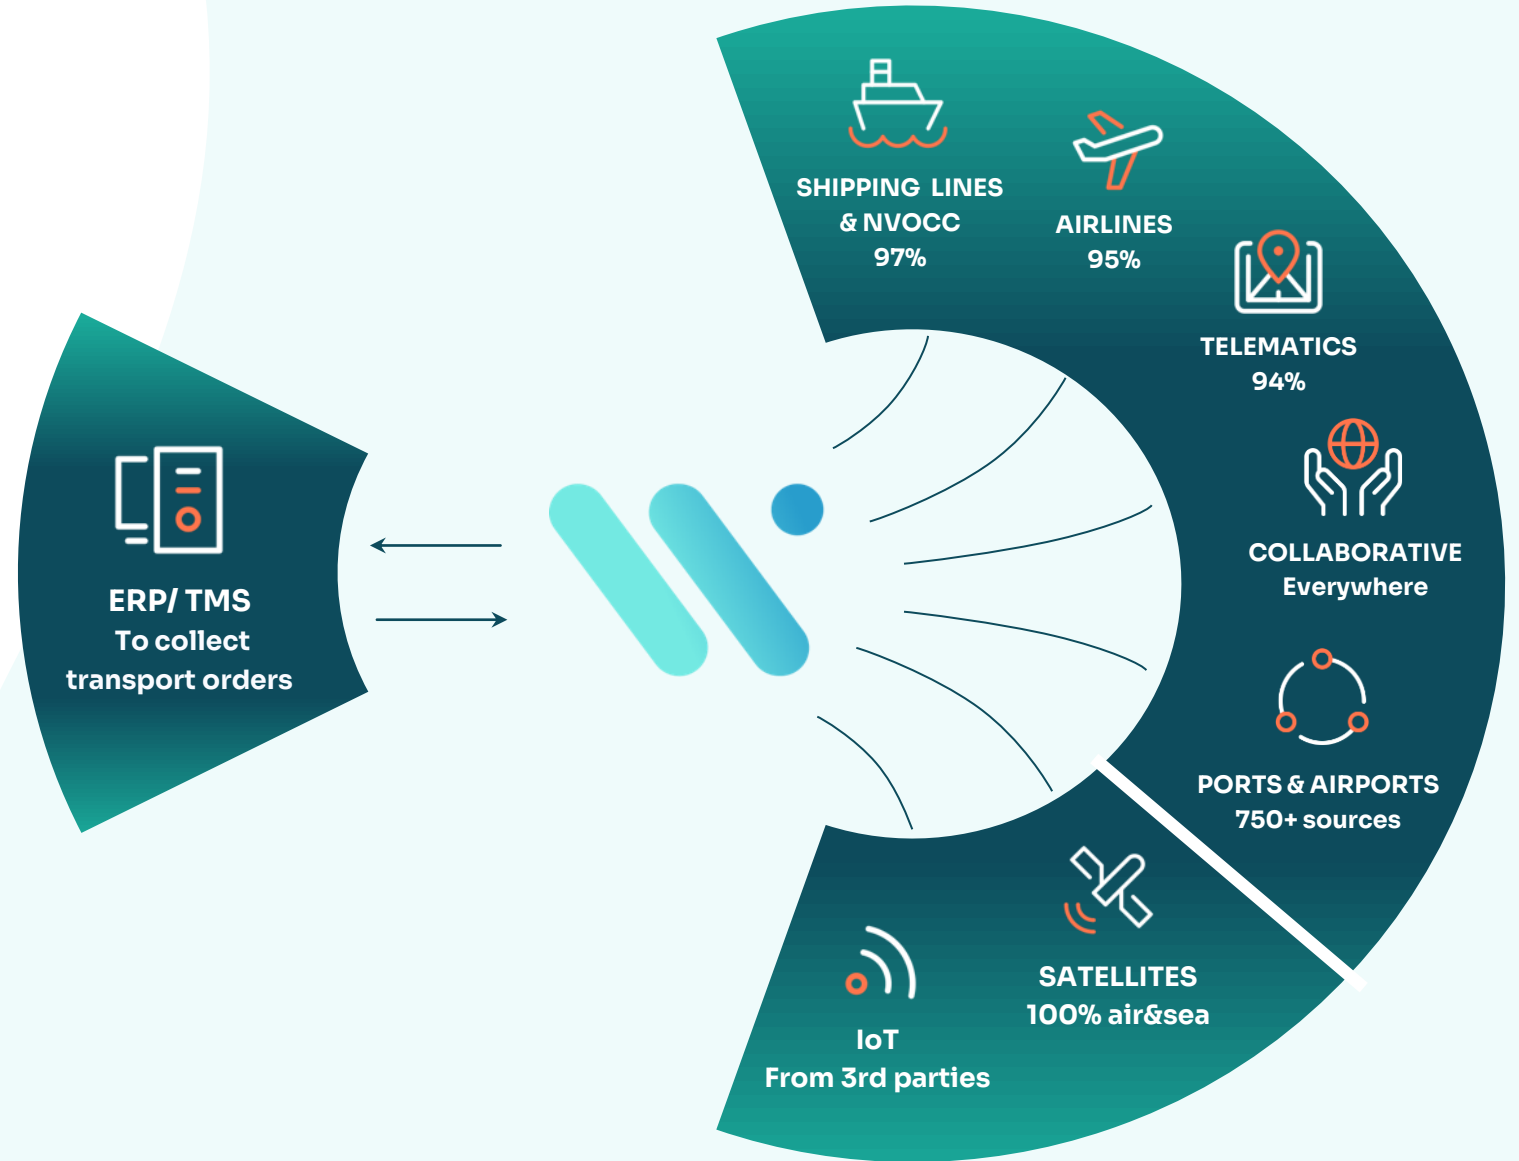 SHIPPING LINES
& NVOCC
97%
AIRLINES
95%
TELEMATICS
94%
COLLABORATIVE
Everywhere
PORTS & AIRPORTS
750+ sources
SATELLITES
100% air&sea
IoT
From 3rd parties
ERP/ TMS
To collect
transport orders